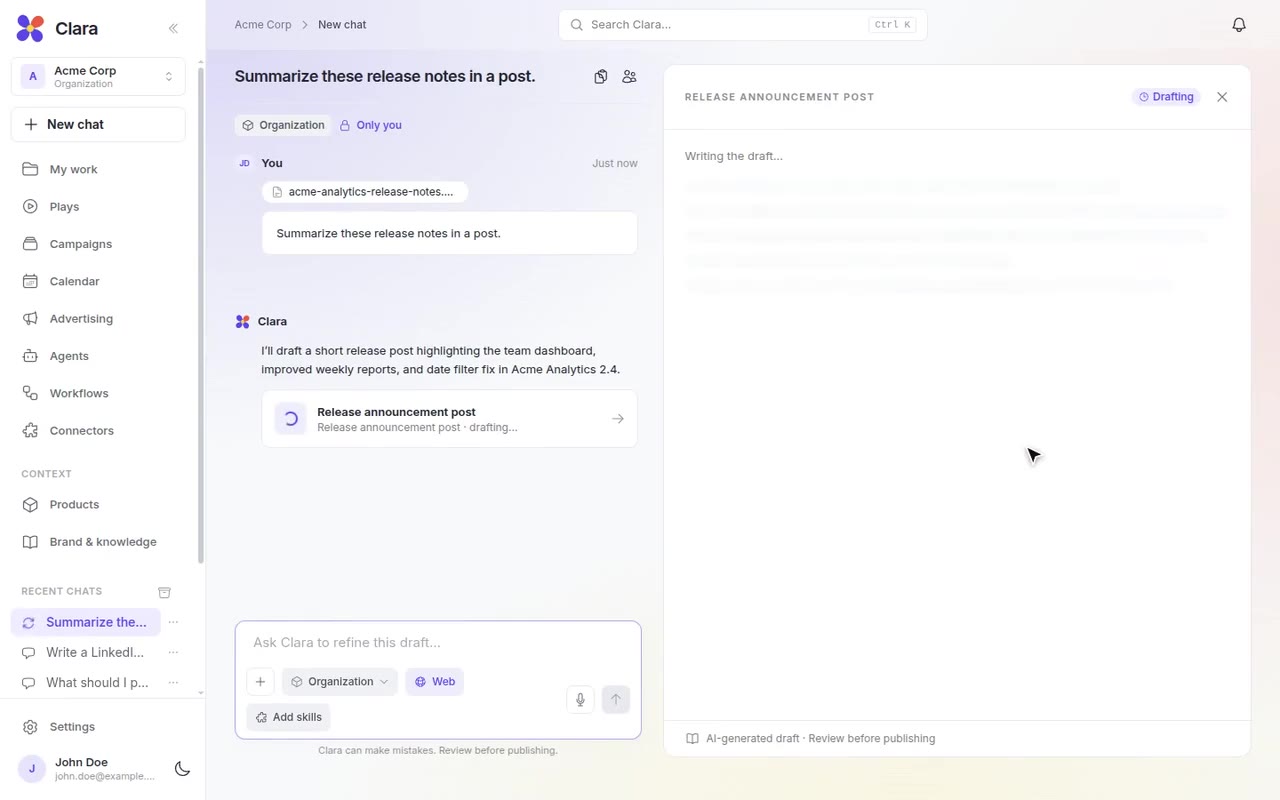 Clara
A
Acme Corp
Organization
New chat
My work
Plays
Campaigns
Calendar
Advertising
Agents
Workflows
Connectors
CONTEXT
Products
Brand & knowledge
RECENT CHATS
Summarize the...
Write a LinkedI...
What should I p...
Settings
J
John Doe
john.doe@example....
Acme Corp
New chat
Search Clara...
Ctrl K
Summarize these release notes in a post.
Organization
Only you
JD
You
Just now
acme-analytics-release-notes....
Summarize these release notes in a post.
Clara
I'll draft a short release post highlighting the team dashboard,
improved weekly reports, and date filter fix in Acme Analytics 2.4.
Release announcement post
Release announcement post · drafting...
Ask Clara to refine this draft...
Organization
Web
Add skills
Clara can make mistakes. Review before publishing.
RELEASE ANNOUNCEMENT POST
Drafting
Writing the draft...
AI-generated draft · Review before publishing